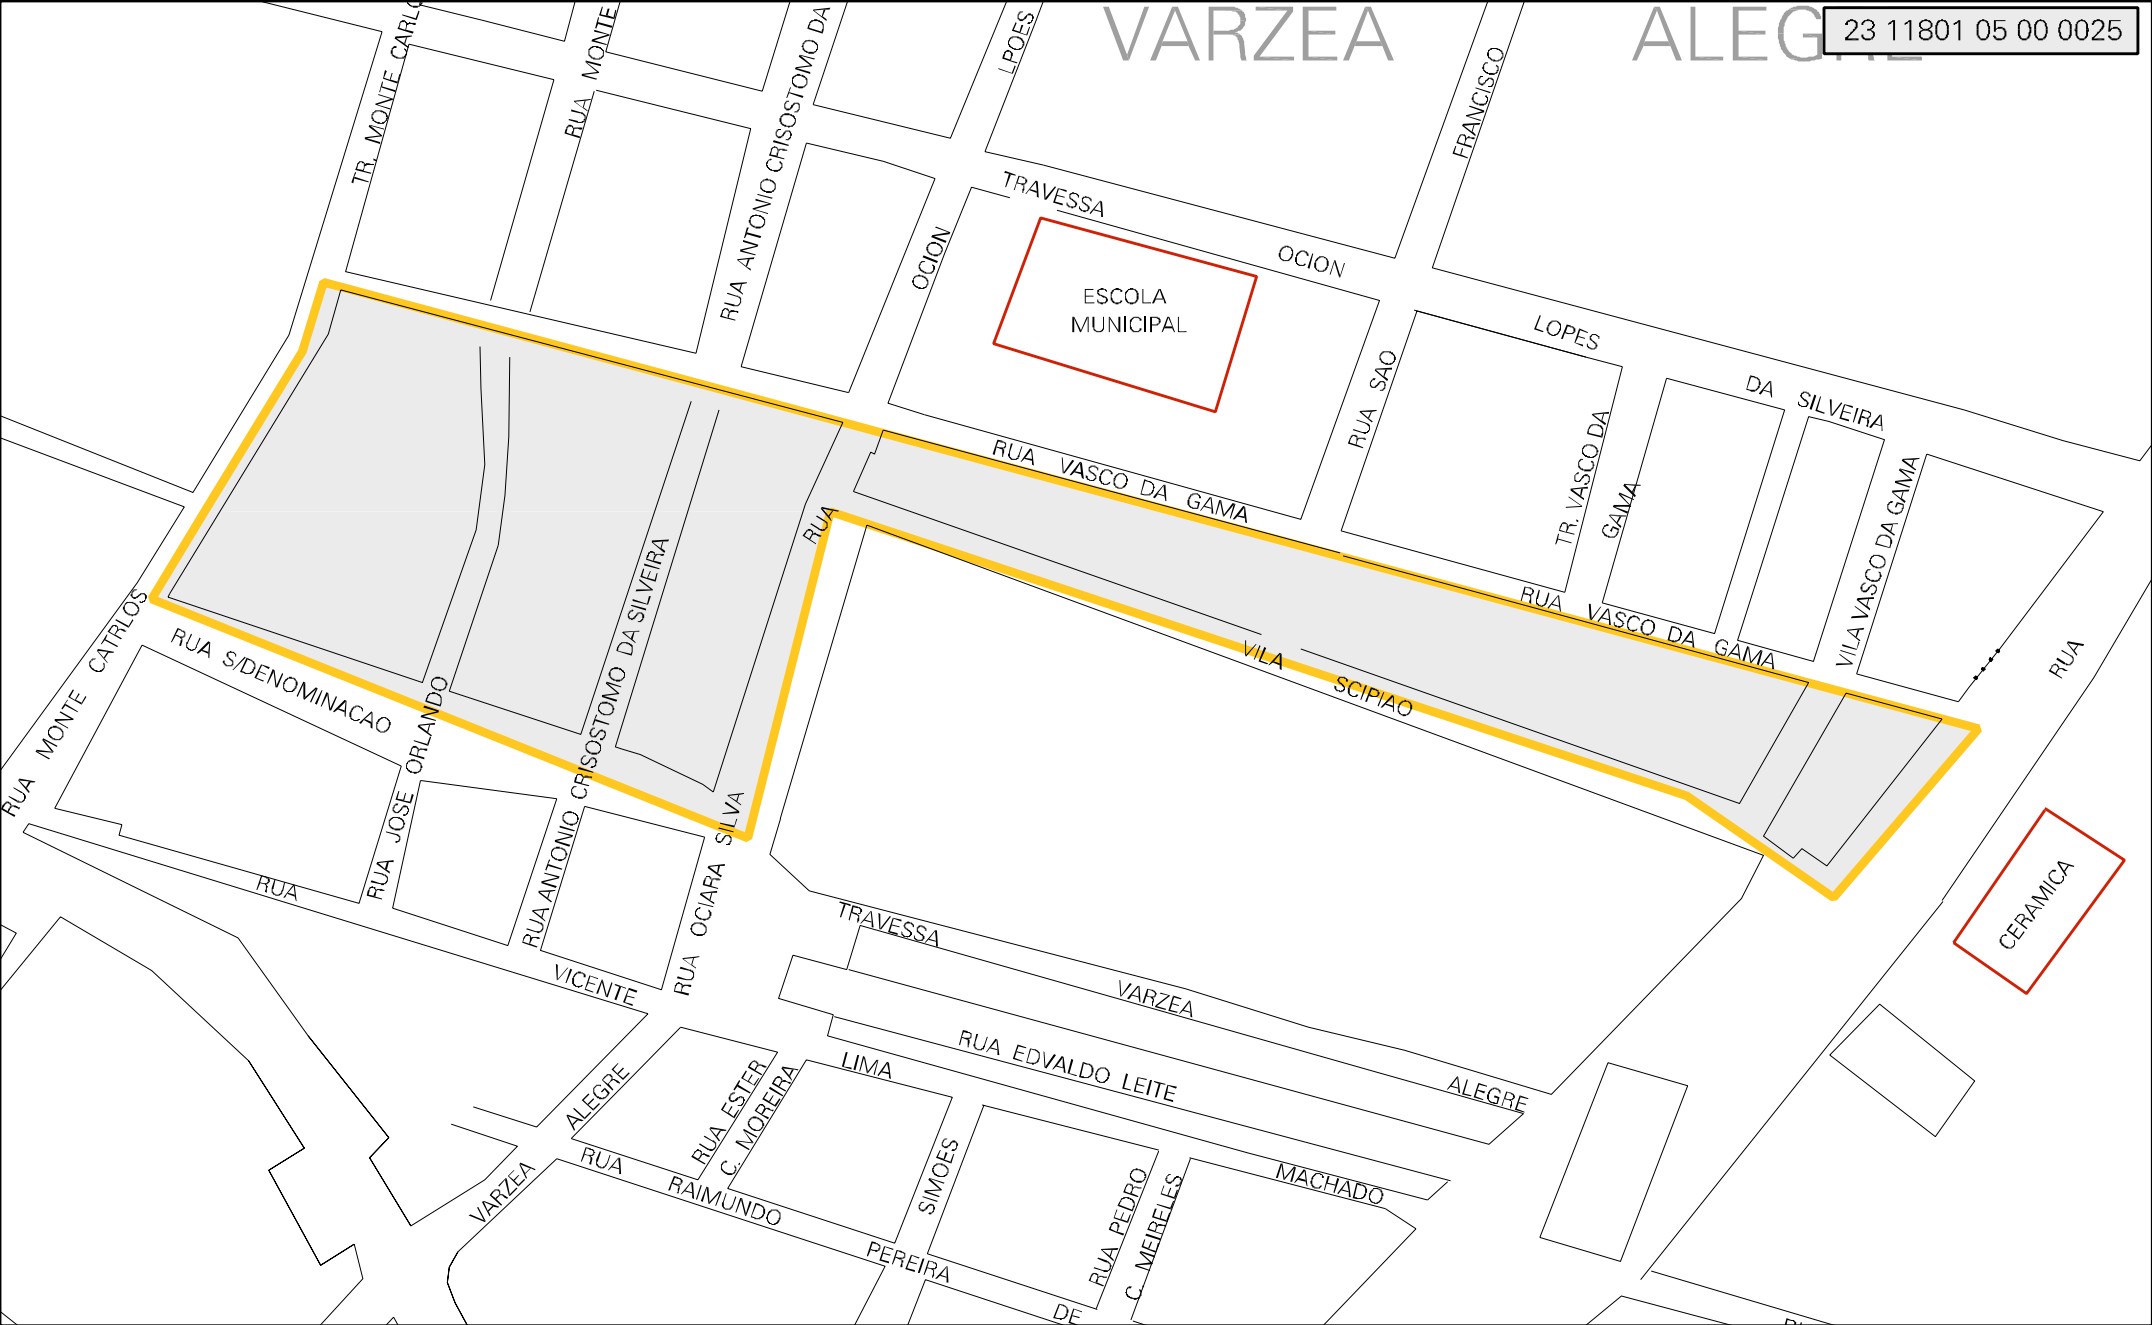 VARZEA ALEGRE
23 11801 05 00 0025
TR. MONTE CARLO
RUA MONTE
RUA ANTONIO CRISOSTOMO DA
LPOES
FRANCISCO
TRAVESSA
OCION
OCION
ESCOLA
MUNICIPAL
LOPES
DA SILVEIRA
RUA SAO
TR. VASCO DA
GAMA
VILA VASCO DA GAMA
RUA VASCO DA GAMA
RUA
RUA VASCO DA GAMA
RUA
VILA SCIPIAO
RUA MONTE CATRLOS
RUA S/DENOMINACAO
RUA JOSE ORLANDO
RUA ANTONIO CRISOSTOMO DA SILVEIRA
RUA OCIARA SILVA
CERAMICA
RUA VICENTE
TRAVESSA VARZEA ALEGRE
RUA EDVALDO LEITE
LIMA
MACHADO
VARZEA ALEGRE
RUA ESTER
C. MOREIRA
SIMOES
RUA PEDRO
C. MEIRELES
RUA RAIMUNDO PEREIRA DE